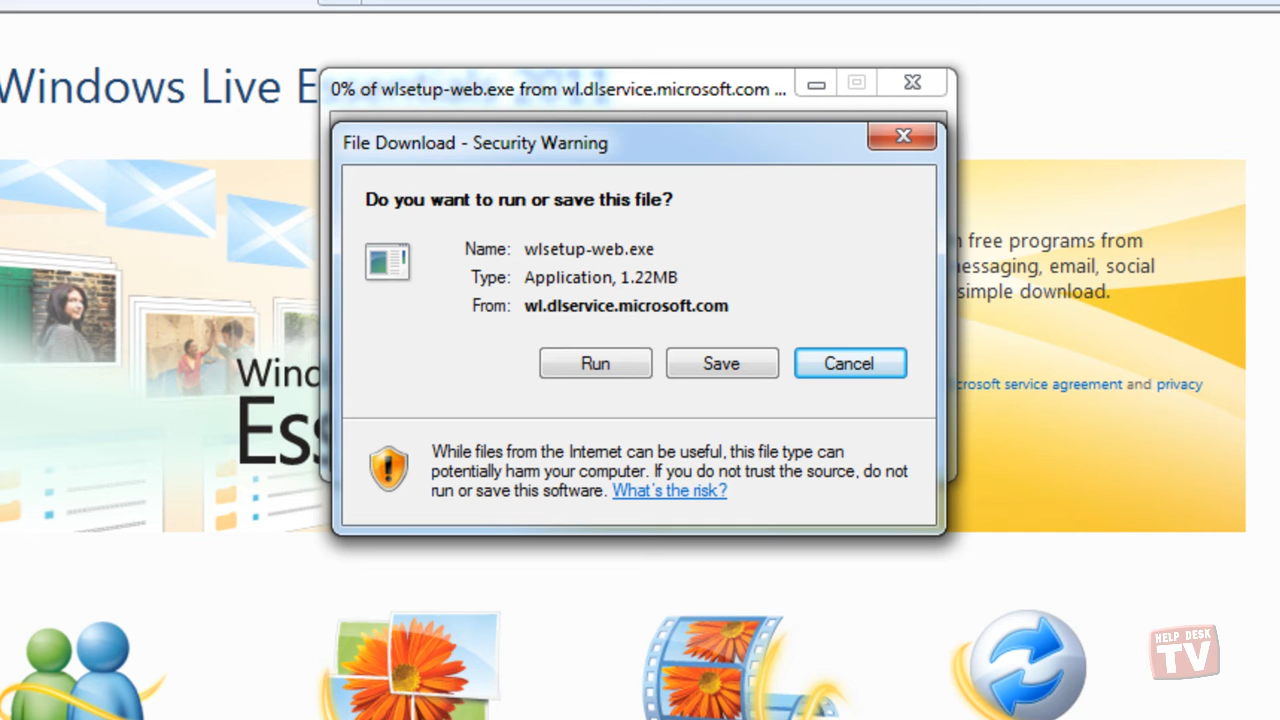 Windows Live E
0% of wlsetup-web.exe from wl.dlservice.microsoft.com ...
File Download - Security Warning
Do you want to run or save this file?
Name: wlsetup-web.exe
Type: Application, 1.22MB
From: wl.dlservice.microsoft.com
Run Save Cancel
While files from the Internet can be useful, this file type can
potentially harm your computer. If you do not trust the source, do not
run or save this software. What's the risk?
free programs from
essaging, email, social
simple download.
crosoft service agreement and privacy
Wind
Ess
HELP DESK
TV